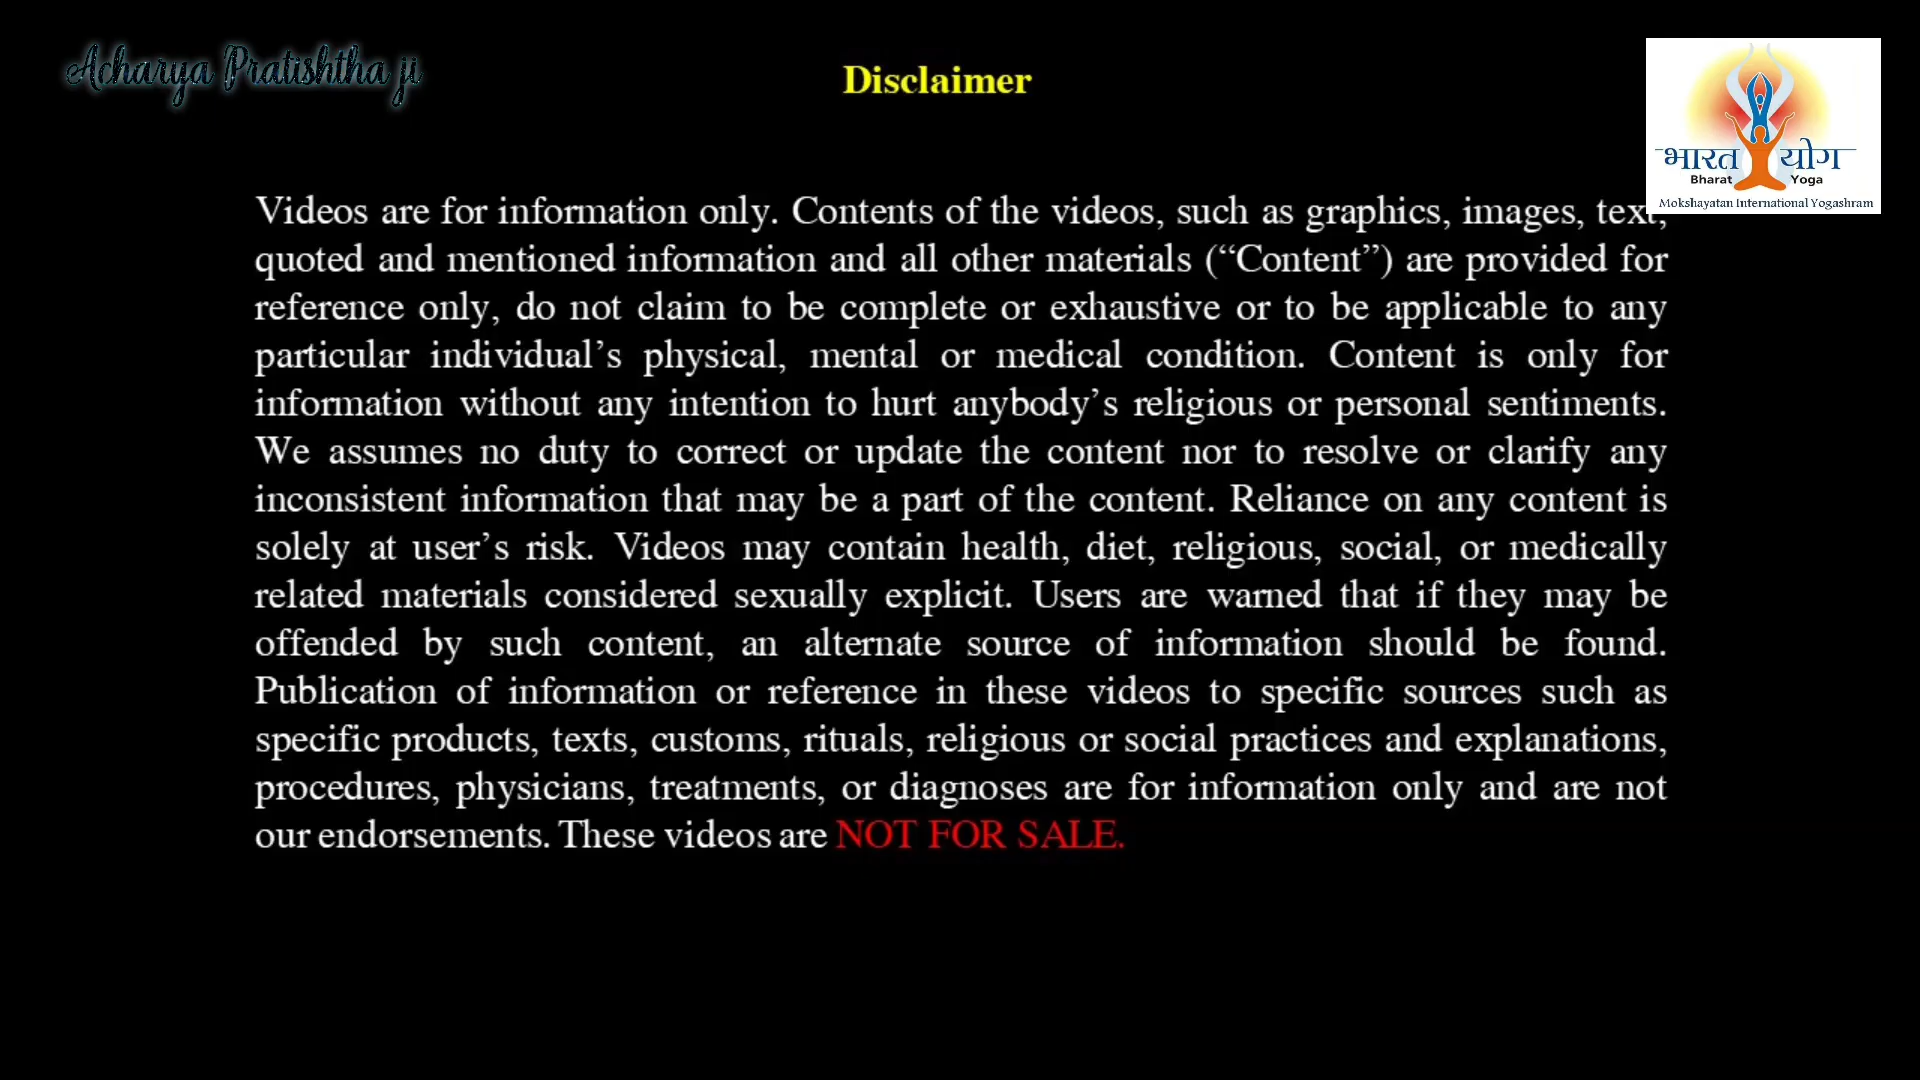 Acharya Pratishtha ji
Disclaimer
भारत योग
Bharat Yoga
Mokshayatan International Yogashram
Videos are for information only. Contents of the videos, such as graphics, images, text,
quoted and mentioned information and all other materials (“Content”) are provided for
reference only, do not claim to be complete or exhaustive or to be applicable to any
particular individual’s physical, mental or medical condition. Content is only for
information without any intention to hurt anybody’s religious or personal sentiments.
We assumes no duty to correct or update the content nor to resolve or clarify any
inconsistent information that may be a part of the content. Reliance on any content is
solely at user’s risk. Videos may contain health, diet, religious, social, or medically
related materials considered sexually explicit. Users are warned that if they may be
offended by such content, an alternate source of information should be found.
Publication of information or reference in these videos to specific sources such as
specific products, texts, customs, rituals, religious or social practices and explanations,
procedures, physicians, treatments, or diagnoses are for information only and are not
our endorsements. These videos are NOT FOR SALE.